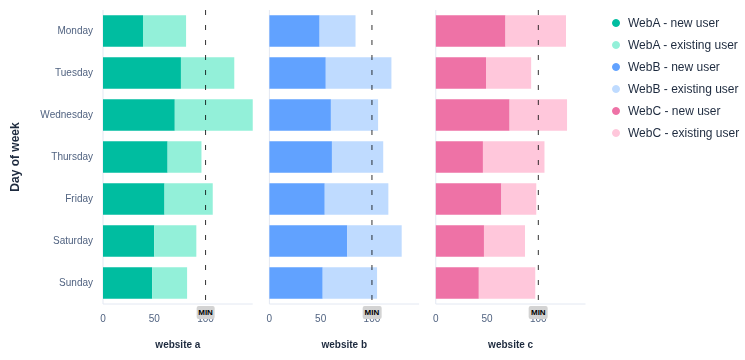 Day of week
Monday
Tuesday
Wednesday
Thursday
Friday
Saturday
Sunday
0 50 100
MIN
website a
0 50 100
MIN
website b
0 50 100
MIN
website c
WebA - new user
WebA - existing user
WebB - new user
WebB - existing user
WebC - new user
WebC - existing user